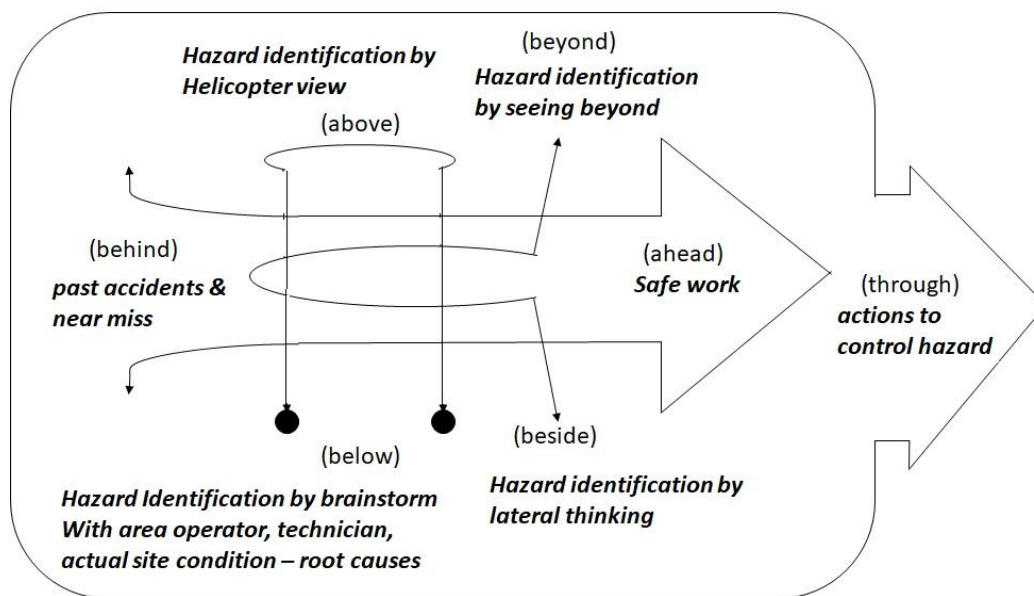 Hazard identification by
Helicopter view
(above)
(beyond)
Hazard identification
by seeing beyond
(behind)
past accidents &
near miss
(ahead)
Safe work
(through)
actions to
control hazard
(below)
Hazard Identification by brainstorm
With area operator, technician,
actual site condition – root causes
(beside)
Hazard identification by
lateral thinking